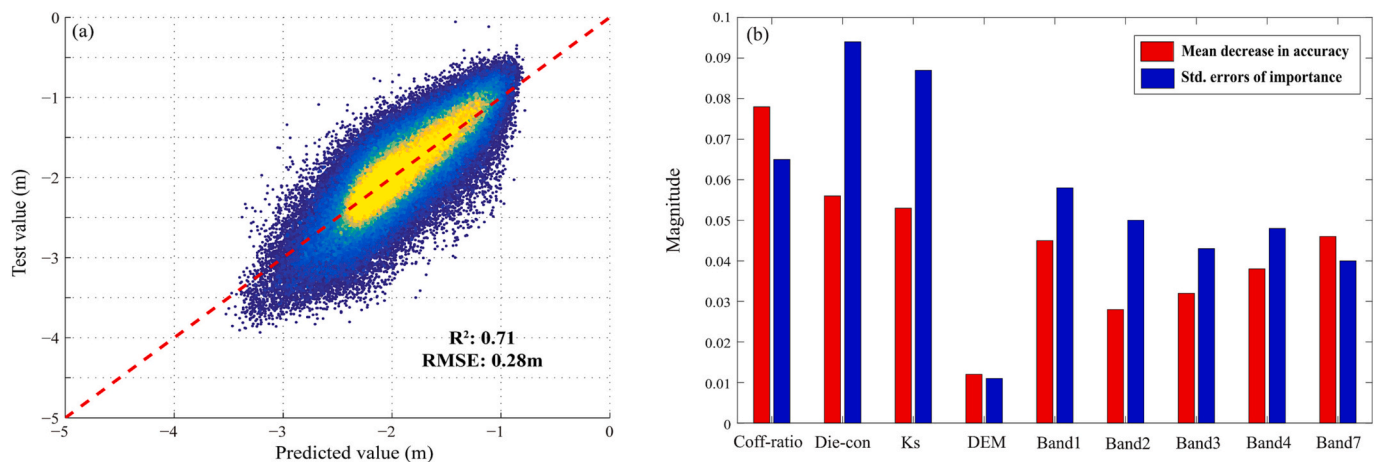 (a)
0
−1
−2
−3
−4
−5
Test value (m)
R²: 0.71
RMSE: 0.28m
−5
−4
−3
−2
−1
0
Predicted value (m)
(b)
0.1
0.09
0.08
0.07
0.06
0.05
0.04
0.03
0.02
0.01
0
Magnitude
Mean decrease in accuracy
Std. errors of importance
Coff-ratio
Die-con
Ks
DEM
Band1
Band2
Band3
Band4
Band7